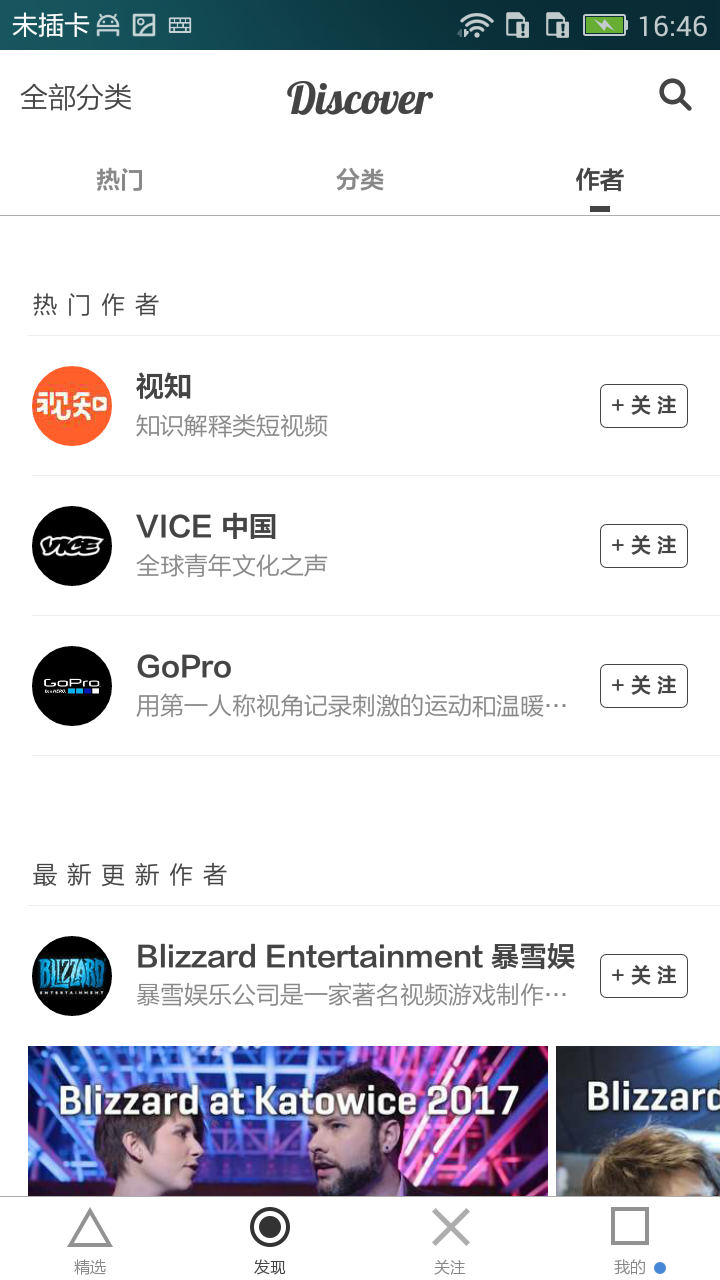 未插卡 16:46
全部分类 Discover
热门 分类 作者
热门作者
视知
视知
知识解释类短视频
+ 关注
VICE
VICE 中国
全球青年文化之声
+ 关注
GoPro
GoPro
用第一人称视角记录刺激的运动和温暖…
+ 关注
最新更新作者
BLIZZARD
ENTERTAINMENT
Blizzard Entertainment 暴雪娱
暴雪娱乐公司是一家著名视频游戏制作…
+ 关注
Blizzard at Katowice 2017
Blizzard
精选 发现 关注 我的